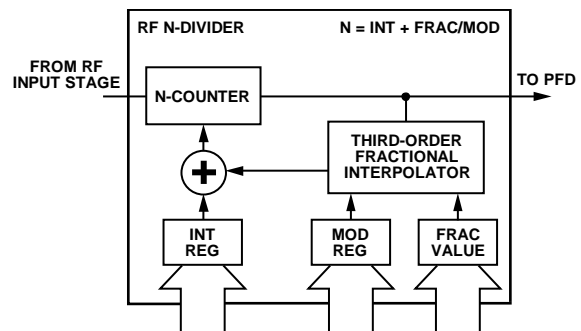 RF N-DIVIDER
N = INT + FRAC/MOD
FROM RF
INPUT STAGE
TO PFD
N-COUNTER
THIRD-ORDER
FRACTIONAL
INTERPOLATOR
+
INT
REG
MOD
REG
FRAC
VALUE